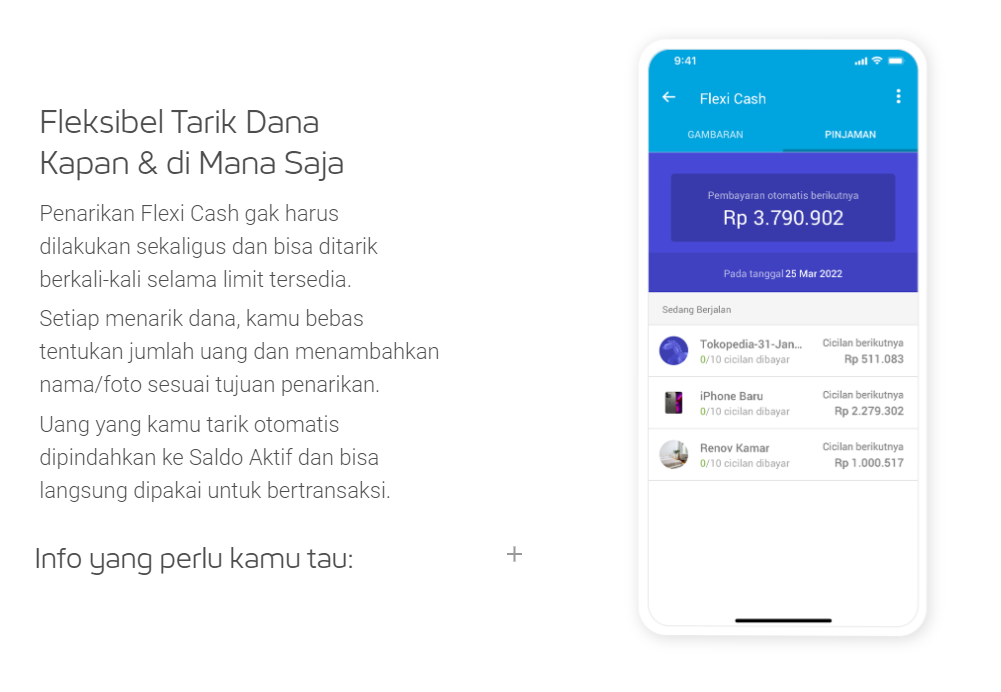 Fleksibel Tarik Dana
Kapan & di Mana Saja
Penarikan Flexi Cash gak harus
dilakukan sekaligus dan bisa ditarik
berkali-kali selama limit tersedia.
Setiap menarik dana, kamu bebas
tentukan jumlah uang dan menambahkan
nama/foto sesuai tujuan penarikan.
Uang yang kamu tarik otomatis
dipindahkan ke Saldo Aktif dan bisa
langsung dipakai untuk bertransaksi.
Info yang perlu kamu tau:
9:41
Flexi Cash
GAMBARAN PINJAMAN
Pembayaran otomatis berikutnya
Rp 3.790.902
Pada tanggal 25 Mar 2022
Sedang Berjalan
Tokopedia-31-Jan... Cicilan berikutnya
0/10 cicilan dibayar Rp 511.083
iPhone Baru Cicilan berikutnya
0/10 cicilan dibayar Rp 2.279.302
Renov Kamar Cicilan berikutnya
0/10 cicilan dibayar Rp 1.000.517